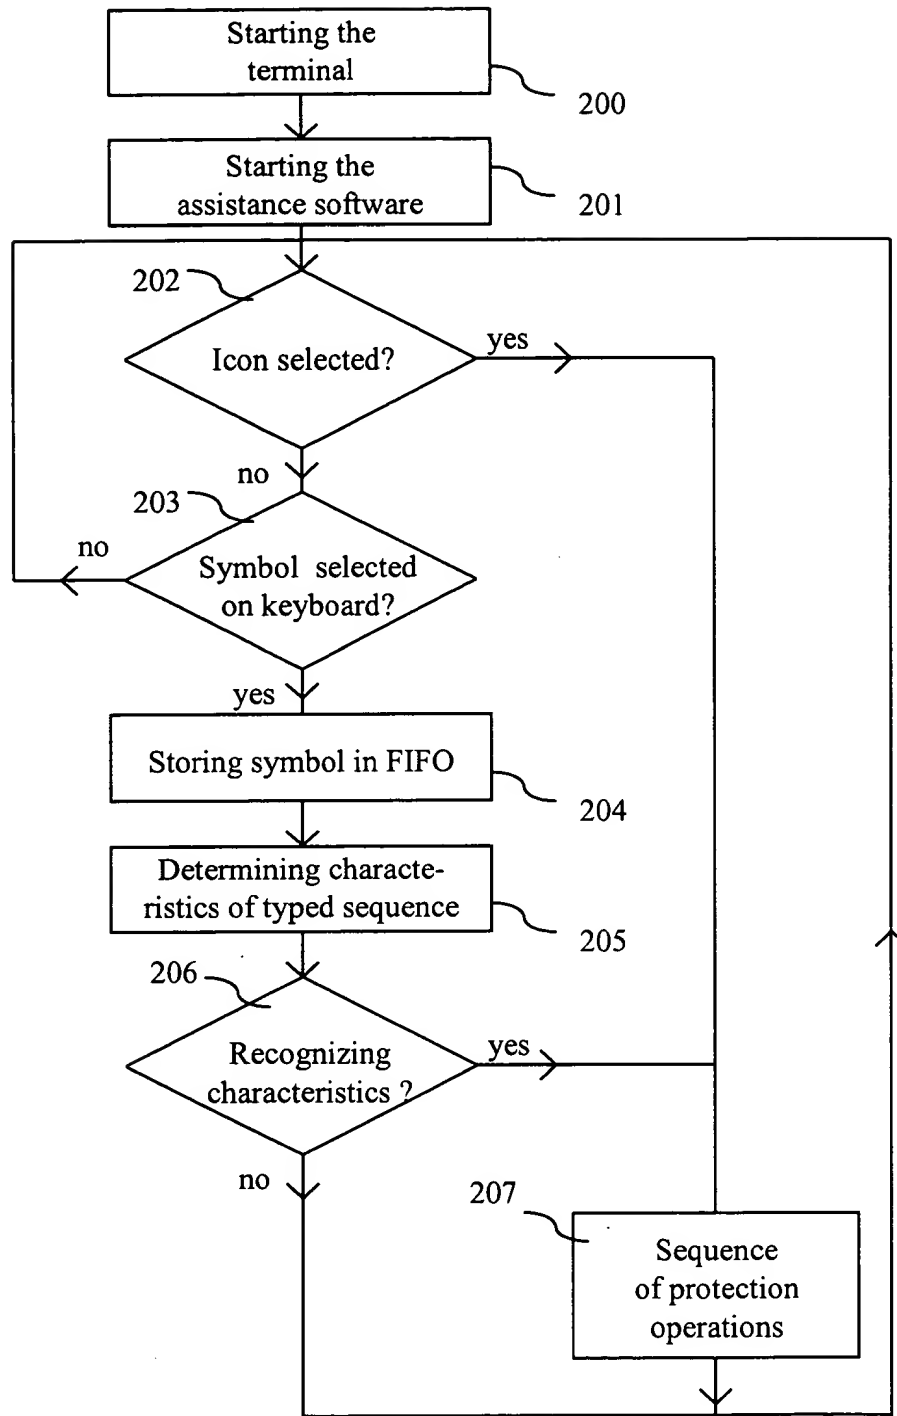 Starting the
terminal
200
Starting the
assistance software
201
202
Icon selected?
yes
no
203
no
Symbol selected
on keyboard?
yes
Storing symbol in FIFO
204
Determining characte-
ristics of typed sequence
205
206
Recognizing
characteristics ?
yes
no
207
Sequence
of protection
operations